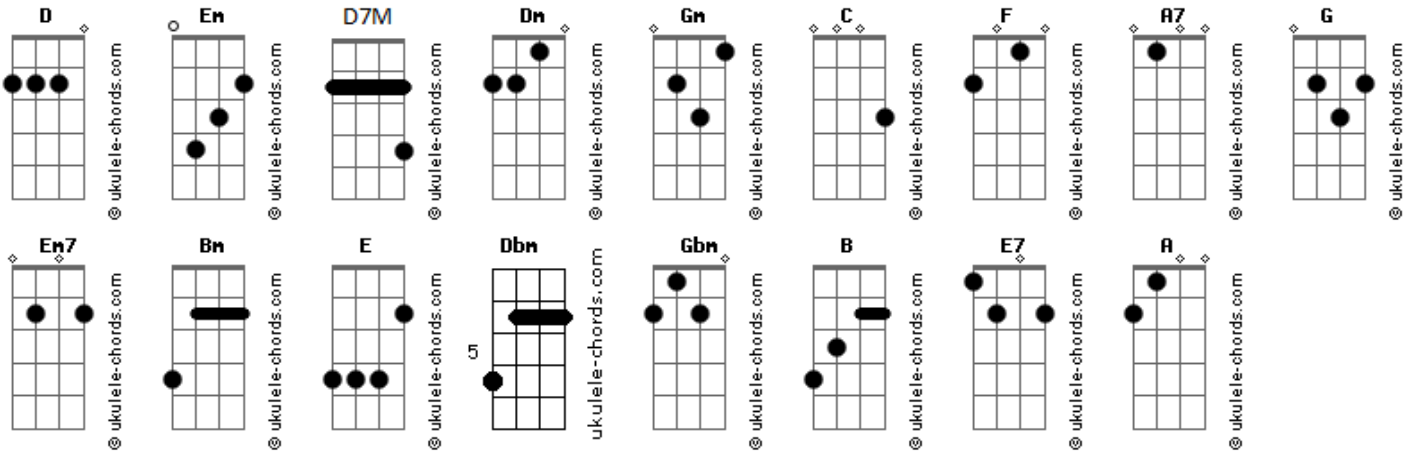 D Em D7M Dm Gm C F A7 G
© ukulele-chords.com © ukulele-chords.com © ukulele-chords.com © ukulele-chords.com © ukulele-chords.com © ukulele-chords.com © ukulele-chords.com © ukulele-chords.com © ukulele-chords.com
Em7 Bm E Dbm Gbm B E7 A
© ukulele-chords.com © ukulele-chords.com © ukulele-chords.com ukulele-chords.com © ukulele-chords.com © ukulele-chords.com © ukulele-chords.com © ukulele-chords.com
5